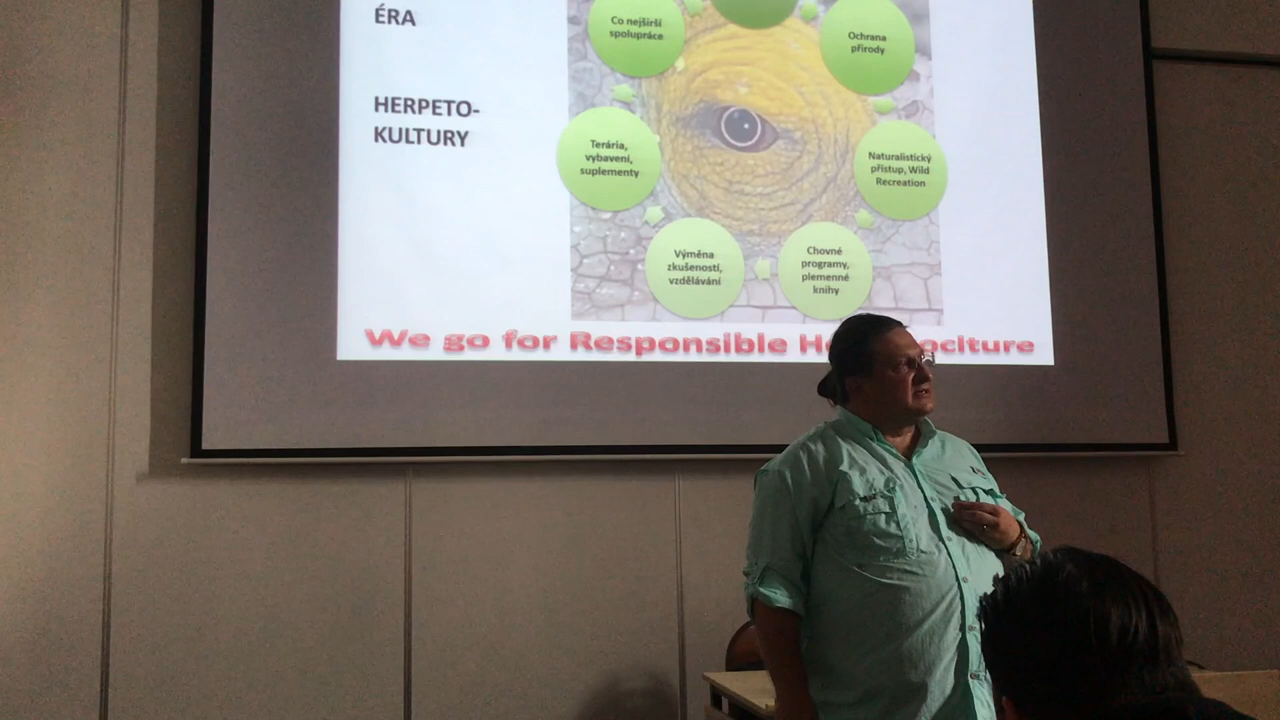 ÉRA
HERPETO-
KULTURY
Co nejširší
spolupráce
Ochrana
přírody
Terária,
vybavení,
suplementy
Naturalistický
přístup, Wild
Recreation
Výměna
zkušeností,
vzdělávání
Chovné
programy,
plemenné
knihy
We go for Responsible